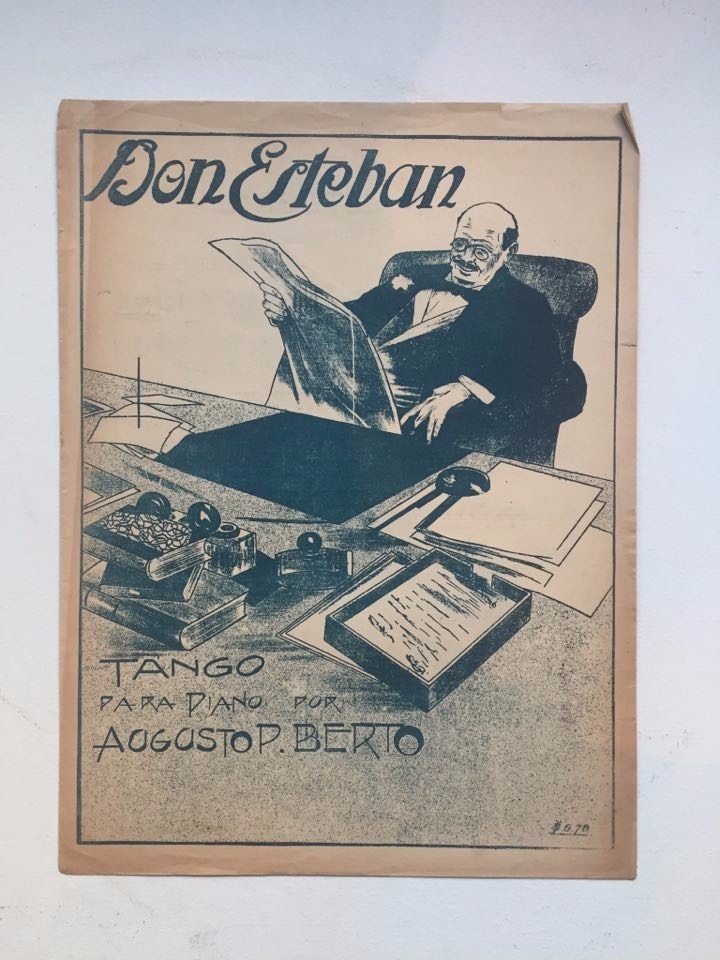 Don Esteban
TANGO
PARA PIANO POR
AUGUSTO P. BERTO
$ 0.70